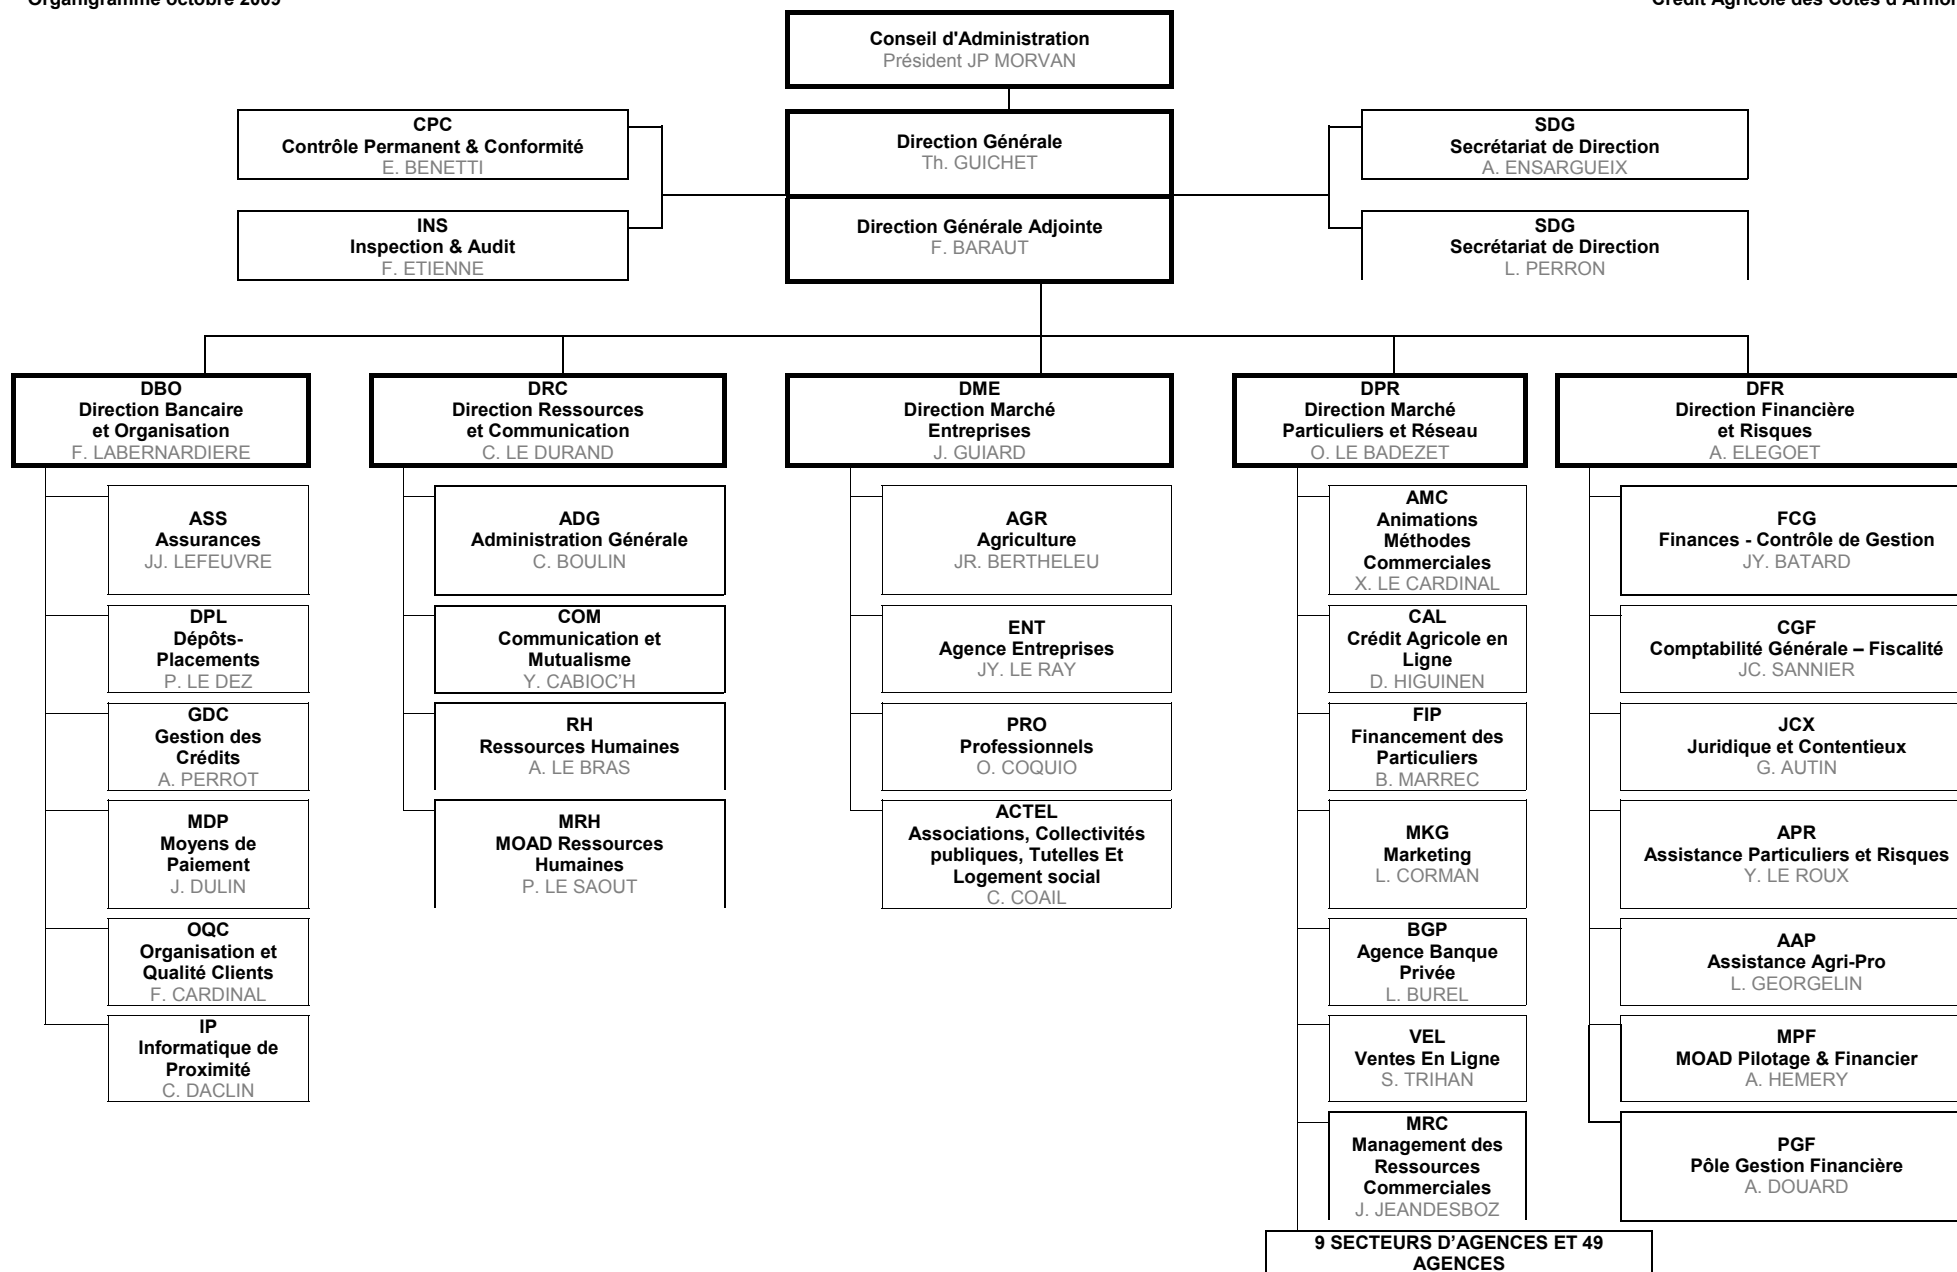 Organigramme octobre 2009
Crédit Agricole des Côtes d'Armor
Conseil d'Administration
Président JP MORVAN
CPC
Contrôle Permanent & Conformité
E. BENETTI
Direction Générale
Th. GUICHET
SDG
Secrétariat de Direction
A. ENSARGUEIX
INS
Inspection & Audit
F. ETIENNE
Direction Générale Adjointe
F. BARAUT
SDG
Secrétariat de Direction
L. PERRON
DBO
Direction Bancaire
et Organisation
F. LABERNARDIERE
DRC
Direction Ressources
et Communication
C. LE DURAND
DME
Direction Marché
Entreprises
J. GUIARD
DPR
Direction Marché
Particuliers et Réseau
O. LE BADEZET
DFR
Direction Financière
et Risques
A. ELEGOET
ASS
Assurances
JJ. LEFEUVRE
DPL
Dépôts-
Placements
P. LE DEZ
GDC
Gestion des
Crédits
A. PERROT
MDP
Moyens de
Paiement
J. DULIN
OQC
Organisation et
Qualité Clients
F. CARDINAL
IP
Informatique de
Proximité
C. DACLIN
ADG
Administration Générale
C. BOULIN
COM
Communication et
Mutualisme
Y. CABIOC'H
RH
Ressources Humaines
A. LE BRAS
MRH
MOAD Ressources
Humaines
P. LE SAOUT
AGR
Agriculture
JR. BERTHELEU
ENT
Agence Entreprises
JY. LE RAY
PRO
Professionnels
O. COQUIO
ACTEL
Associations, Collectivités
publiques, Tutelles Et
Logement social
C. COAIL
AMC
Animations
Méthodes
Commerciales
X. LE CARDINAL
CAL
Crédit Agricole en
Ligne
D. HIGUINEN
FIP
Financement des
Particuliers
B. MARREC
MKG
Marketing
L. CORMAN
BGP
Agence Banque
Privée
L. BUREL
VEL
Ventes En Ligne
S. TRIHAN
MRC
Management des
Ressources
Commerciales
J. JEANDESBOZ
9 SECTEURS D'AGENCES ET 49
AGENCES
FCG
Finances - Contrôle de Gestion
JY. BATARD
CGF
Comptabilité Générale – Fiscalité
JC. SANNIER
JCX
Juridique et Contentieux
G. AUTIN
APR
Assistance Particuliers et Risques
Y. LE ROUX
AAP
Assistance Agri-Pro
L. GEORGELIN
MPF
MOAD Pilotage & Financier
A. HEMERY
PGF
Pôle Gestion Financière
A. DOUARD